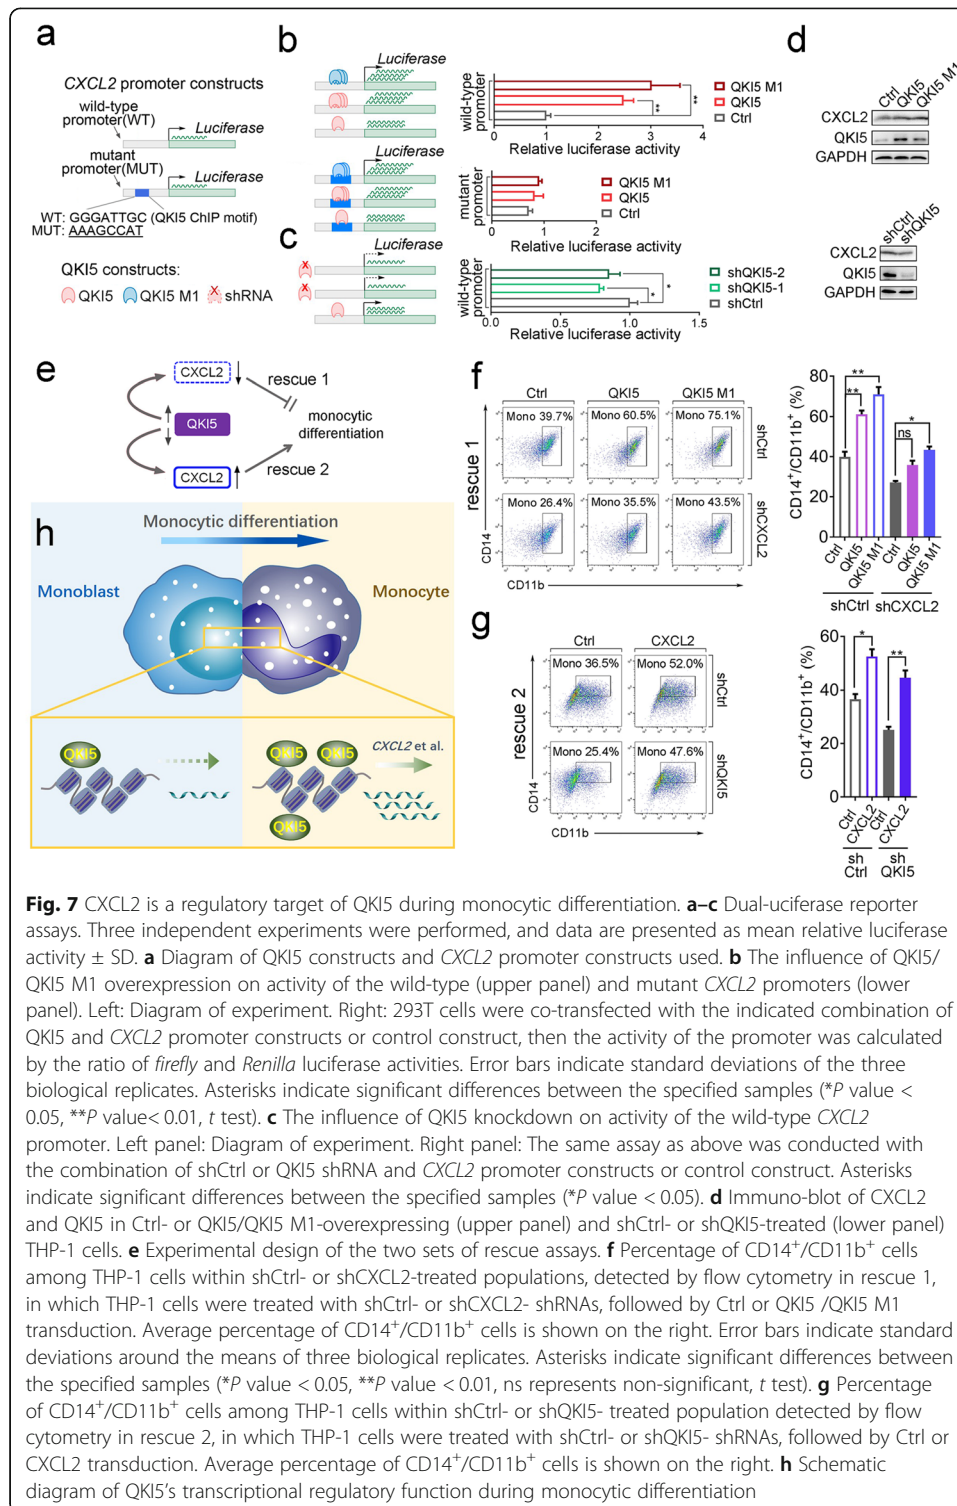 a
CXCL2 promoter constructs
wild-type
promoter(WT)
Luciferase
mutant
promoter(MUT)
Luciferase
WT: GGGATTGC (QKI5 ChIP motif)
MUT: AAAGCCAT
QKI5 constructs:
QKI5 QKI5 M1 shRNA
b
Luciferase
Luciferase
wild-type
promoter
QKI5 M1
QKI5
Ctrl
**
**
0 1 2 3 4
Relative luciferase activity
mutant
promoter
QKI5 M1
QKI5
Ctrl
0 1 2
Relative luciferase activity
c
X
X
wild-type
promoter
shQKI5-2
shQKI5-1
shCtrl
*
*
0.0 0.5 1.0 1.5
Relative luciferase activity
d
Ctrl QKI5 QKI5 M1
CXCL2
QKI5
GAPDH
shCtrl shQKI5
CXCL2
QKI5
GAPDH
e
CXCL2
rescue 1
QKI5
monocytic
differentiation
CXCL2
rescue 2
f
rescue 1
Ctrl QKI5 QKI5 M1
Mono 39.7% Mono 60.5% Mono 75.1%
shCtrl
Mono 26.4% Mono 35.5% Mono 43.5%
shCXCL2
CD14
CD11b
CD14+/CD11b+ (%)
80
60
40
20
0
**
**
*
ns
Ctrl QKI5 QKI5 M1 Ctrl QKI5 QKI5 M1
shCtrl shCXCL2
g
rescue 2
Ctrl CXCL2
Mono 36.5% Mono 52.0%
shCtrl
Mono 25.4% Mono 47.6%
shQKI5
CD14
CD11b
CD14+/CD11b+ (%)
60
40
20
0
*
**
Ctrl CXCL2 Ctrl CXCL2
sh sh
Ctrl QKI5
h
Monocytic differentiation
Monoblast Monocyte
QKI5
QKI5 QKI5
CXCL2 et al.
QKI5
Fig. 7 CXCL2 is a regulatory target of QKI5 during monocytic differentiation. a–c Dual-uciferase reporter
assays. Three independent experiments were performed, and data are presented as mean relative luciferase
activity ± SD. a Diagram of QKI5 constructs and CXCL2 promoter constructs used. b The influence of QKI5/
QKI5 M1 overexpression on activity of the wild-type (upper panel) and mutant CXCL2 promoters (lower
panel). Left: Diagram of experiment. Right: 293T cells were co-transfected with the indicated combination of
QKI5 and CXCL2 promoter constructs or control construct, then the activity of the promoter was calculated
by the ratio of firefly and Renilla luciferase activities. Error bars indicate standard deviations of the three
biological replicates. Asterisks indicate significant differences between the specified samples (*P value <
0.05, **P value< 0.01, t test). c The influence of QKI5 knockdown on activity of the wild-type CXCL2
promoter. Left panel: Diagram of experiment. Right panel: The same assay as above was conducted with
the combination of shCtrl or QKI5 shRNA and CXCL2 promoter constructs or control construct. Asterisks
indicate significant differences between the specified samples (*P value < 0.05). d Immuno-blot of CXCL2
and QKI5 in Ctrl- or QKI5/QKI5 M1-overexpressing (upper panel) and shCtrl- or shQKI5-treated (lower panel)
THP-1 cells. e Experimental design of the two sets of rescue assays. f Percentage of CD14+/CD11b+ cells
among THP-1 cells within shCtrl- or shCXCL2-treated populations, detected by flow cytometry in rescue 1,
in which THP-1 cells were treated with shCtrl- or shCXCL2- shRNAs, followed by Ctrl or QKI5 /QKI5 M1
transduction. Average percentage of CD14+/CD11b+ cells is shown on the right. Error bars indicate standard
deviations around the means of three biological replicates. Asterisks indicate significant differences between
the specified samples (*P value < 0.05, **P value < 0.01, ns represents non-significant, t test). g Percentage
of CD14+/CD11b+ cells among THP-1 cells within shCtrl- or shQKI5- treated population detected by flow
cytometry in rescue 2, in which THP-1 cells were treated with shCtrl- or shQKI5- shRNAs, followed by Ctrl or
CXCL2 transduction. Average percentage of CD14+/CD11b+ cells is shown on the right. h Schematic
diagram of QKI5's transcriptional regulatory function during monocytic differentiation